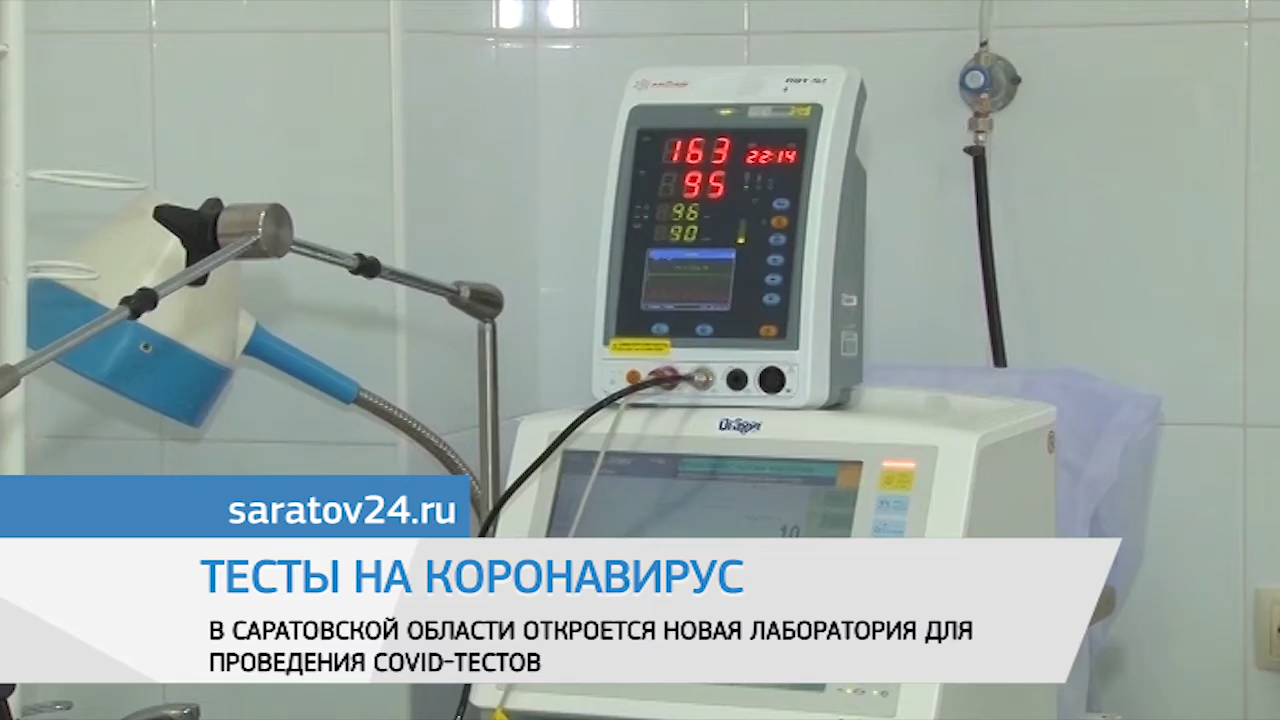 163
22:14
95
96
90
Dräger
10
saratov24.ru
ТЕСТЫ НА КОРОНАВИРУС
В САРАТОВСКОЙ ОБЛАСТИ ОТКРОЕТСЯ НОВАЯ ЛАБОРАТОРИЯ ДЛЯ
ПРОВЕДЕНИЯ COVID-ТЕСТОВ